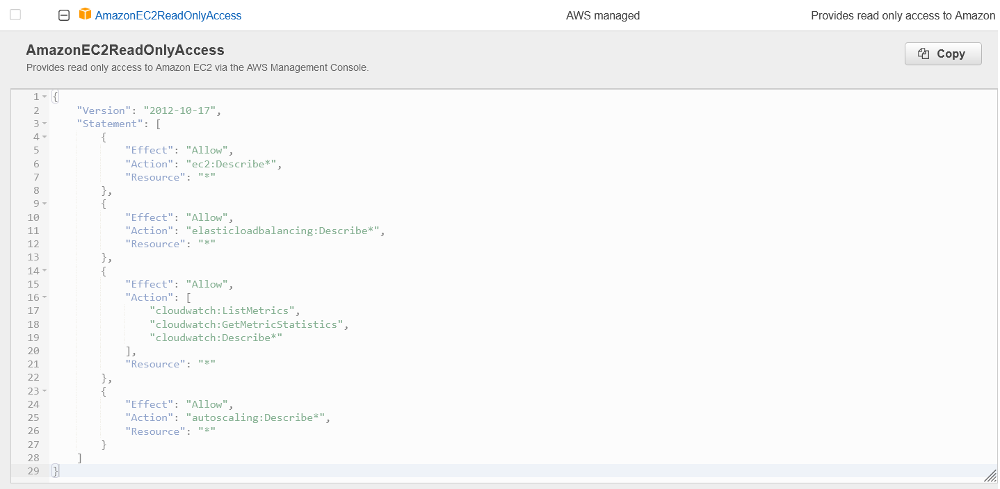 AmazonEC2ReadOnlyAccess AWS managed Provides read only access to Amazon
AmazonEC2ReadOnlyAccess
Copy
Provides read only access to Amazon EC2 via the AWS Management Console.
1 {
2     "Version": "2012-10-17",
3     "Statement": [
4         {
5             "Effect": "Allow",
6             "Action": "ec2:Describe*",
7             "Resource": "*"
8         },
9         {
10             "Effect": "Allow",
11             "Action": "elasticloadbalancing:Describe*",
12             "Resource": "*"
13         },
14         {
15             "Effect": "Allow",
16             "Action": [
17                 "cloudwatch:ListMetrics",
18                 "cloudwatch:GetMetricStatistics",
19                 "cloudwatch:Describe*"
20             ],
21             "Resource": "*"
22         },
23         {
24             "Effect": "Allow",
25             "Action": "autoscaling:Describe*",
26             "Resource": "*"
27         }
28     ]
29 }